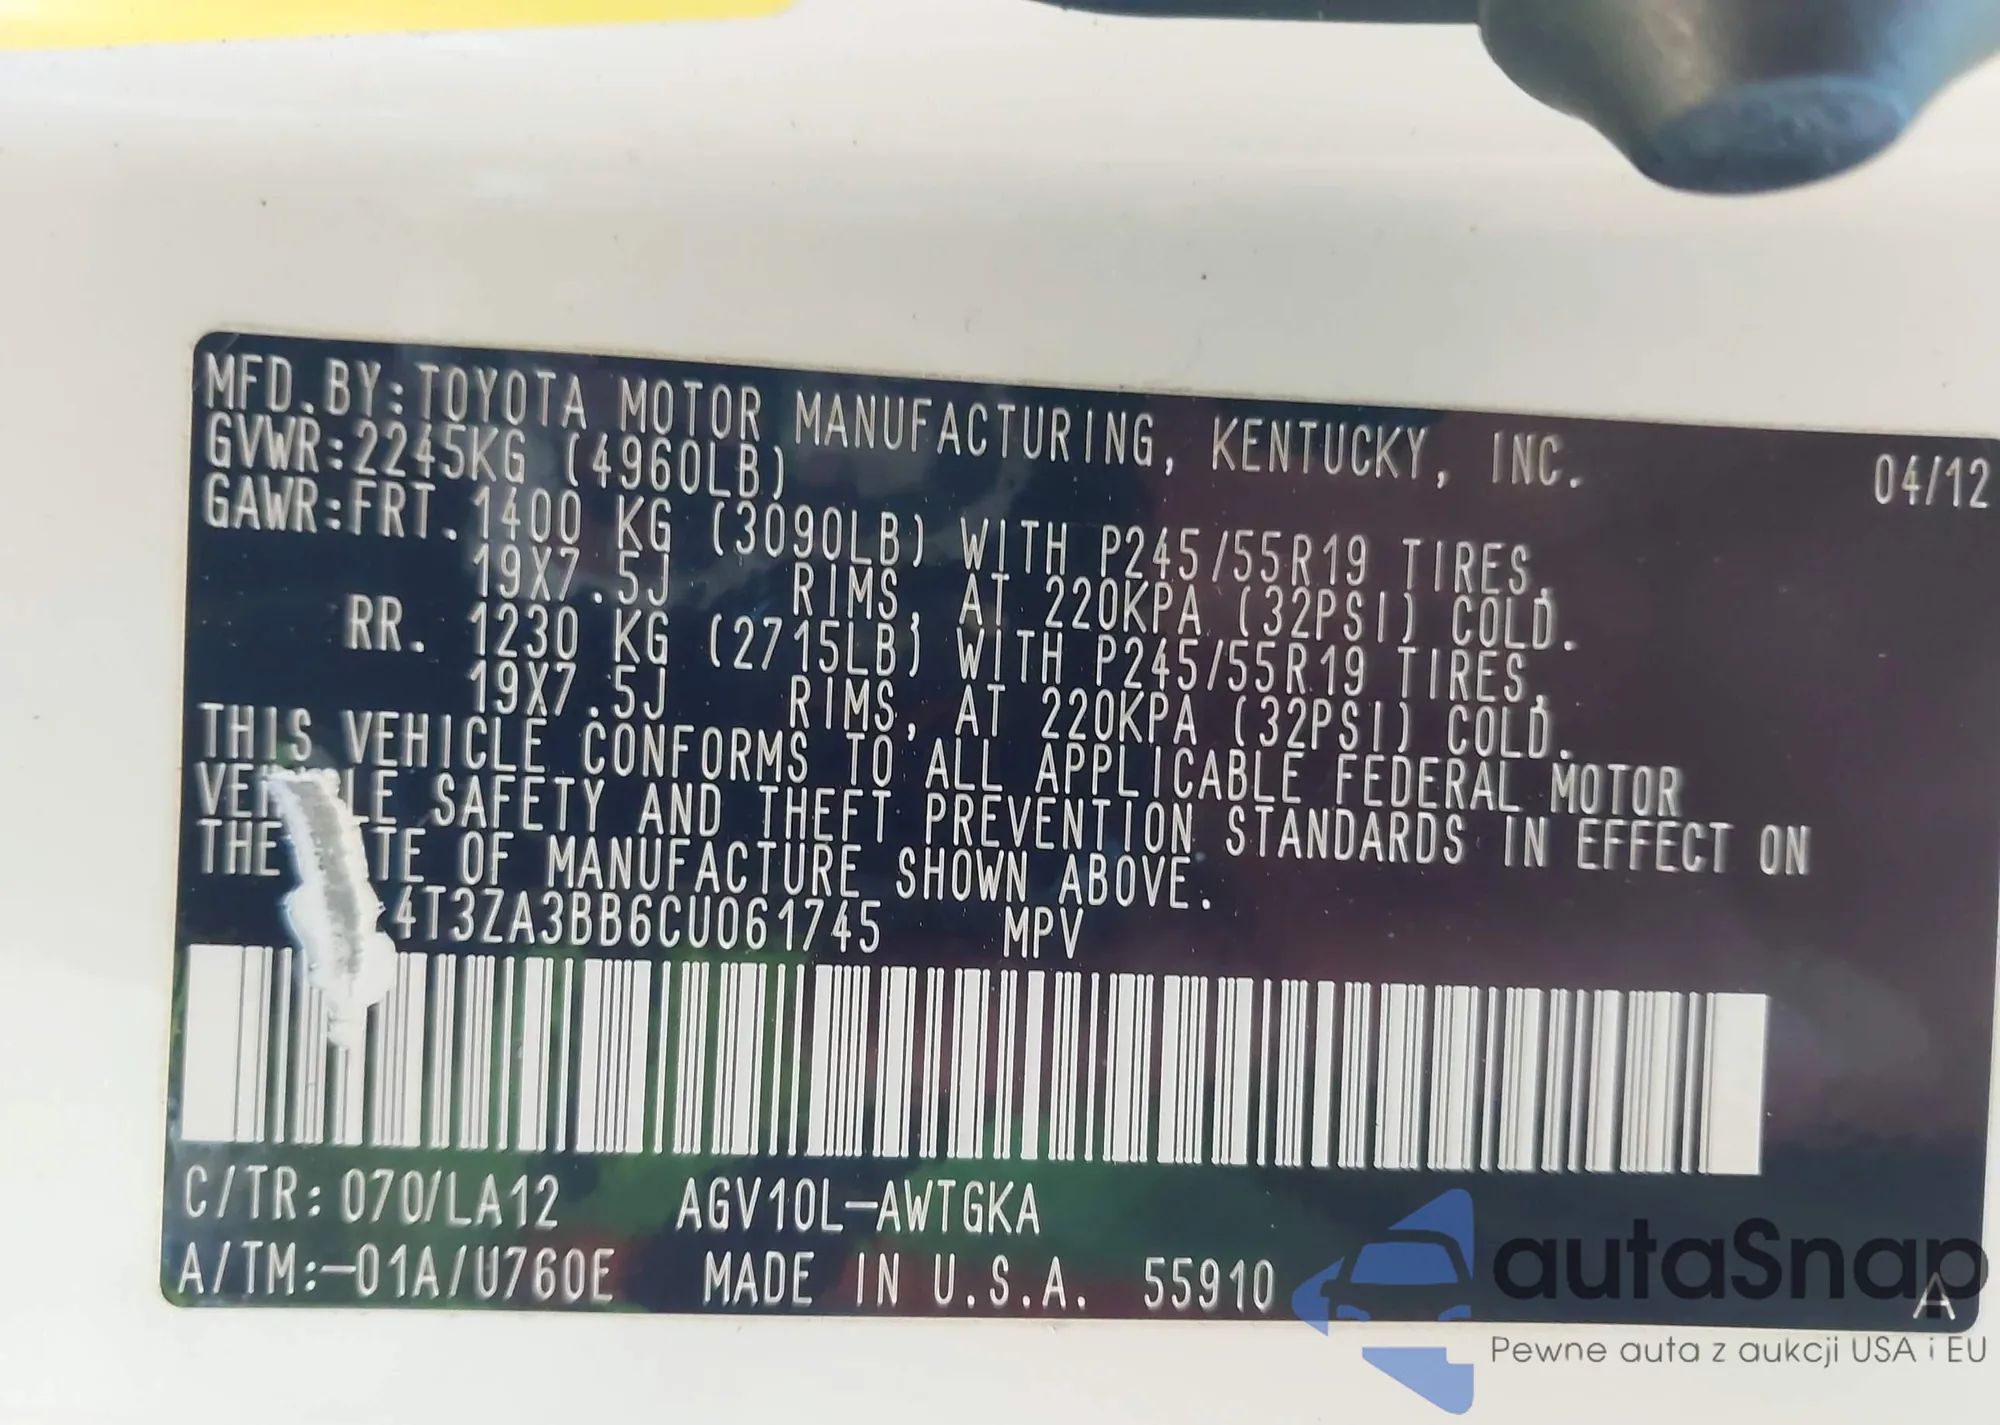 MFD.BY:TOYOTA MOTOR MANUFACTURING, KENTUCKY, INC. 04/12
GVWR:2245KG (4960LB)
GAWR:FRT. 1400 KG (3090LB) WITH P245/55R19 TIRES,
19X7.5J RIMS, AT 220KPA (32PSI) COLD.
RR. 1230 KG (2715LB) WITH P245/55R19 TIRES,
19X7.5J RIMS, AT 220KPA (32PSI) COLD.
THIS VEHICLE CONFORMS TO ALL APPLICABLE FEDERAL MOTOR
SAFETY AND THEFT PREVENTION STANDARDS IN EFFECT ON
THE OF MANUFACTURE SHOWN ABOVE.
4T3ZA3BB6CU061745 MPV
C/TR: 070/LA12 AGV10L-AWTGKA
A/TM:-01A/U760E MADE IN U.S.A. 55910 A
autaSnap
Pewne auta z aukcji USA i EU